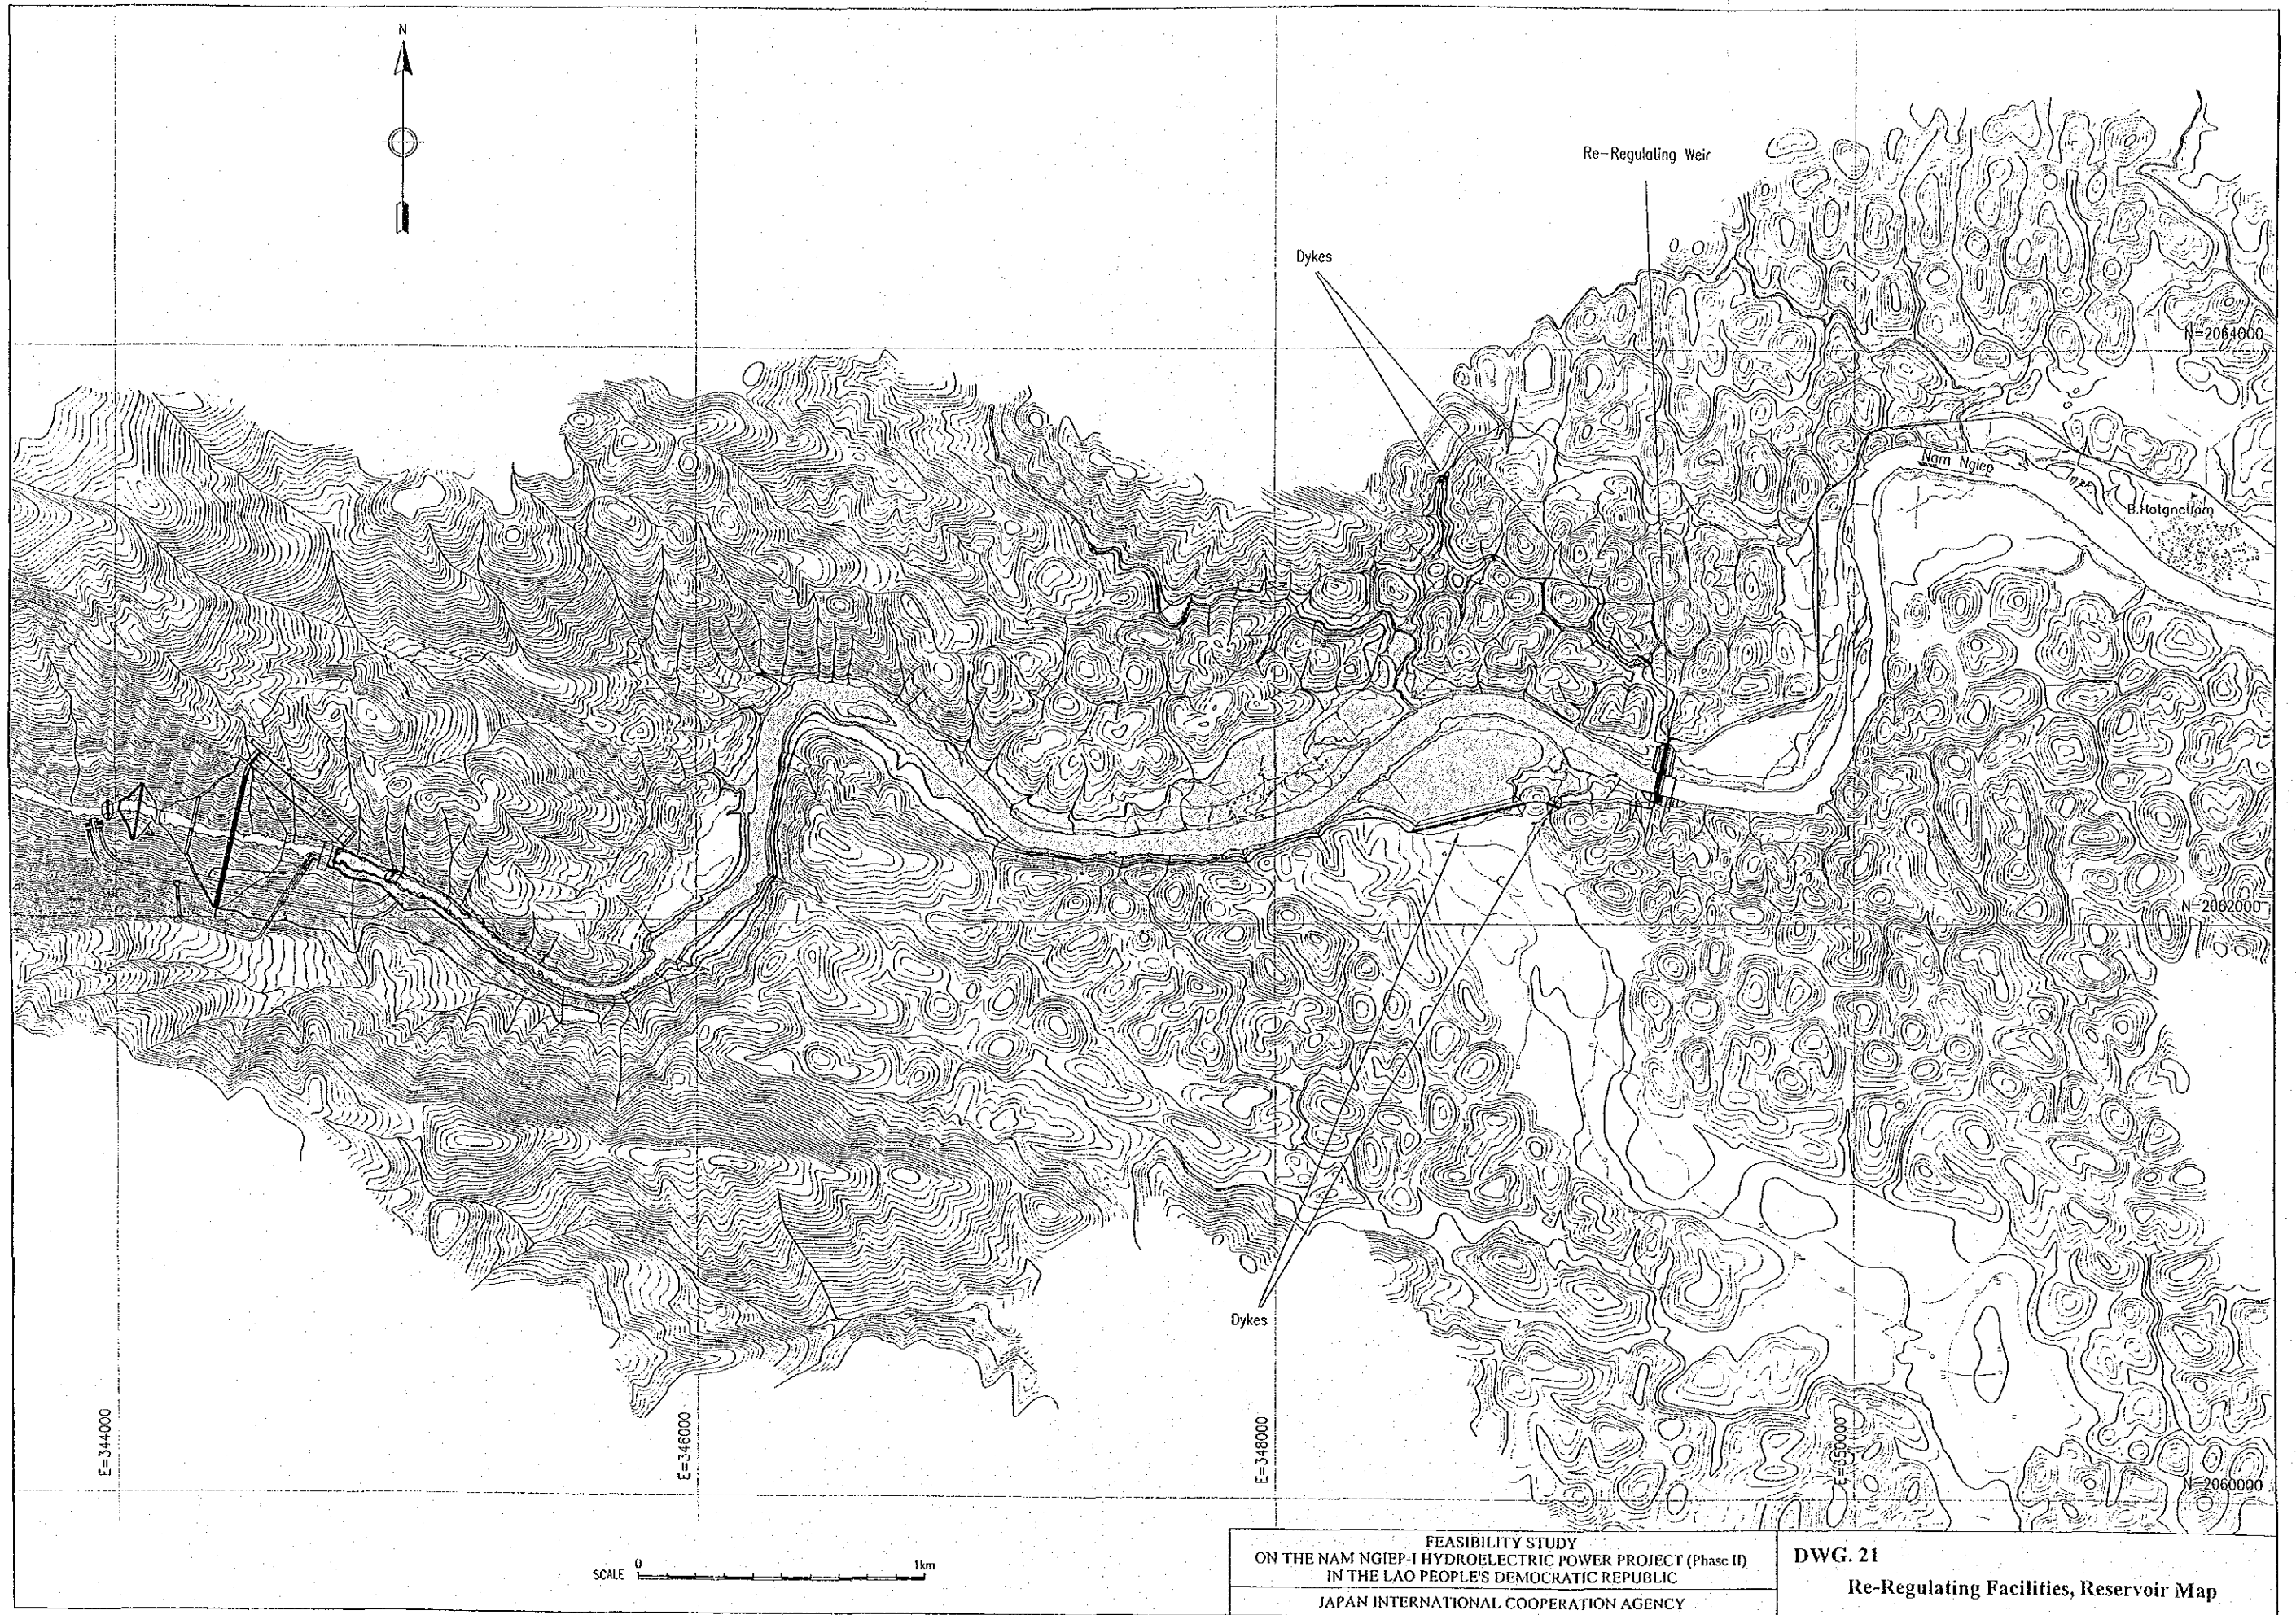 N
Re-Regulating Weir
Dykes
N=2064000
Nam Ngiep
B.Hatgneiham
N=2062000
Dykes
E=344000
E=346000
E=348000
E=350000
N=2060000
SCALE 0 1km
FEASIBILITY STUDY
ON THE NAM NGIEP-I HYDROELECTRIC POWER PROJECT (Phase II)
IN THE LAO PEOPLE'S DEMOCRATIC REPUBLIC
JAPAN INTERNATIONAL COOPERATION AGENCY
DWG. 21
Re-Regulating Facilities, Reservoir Map